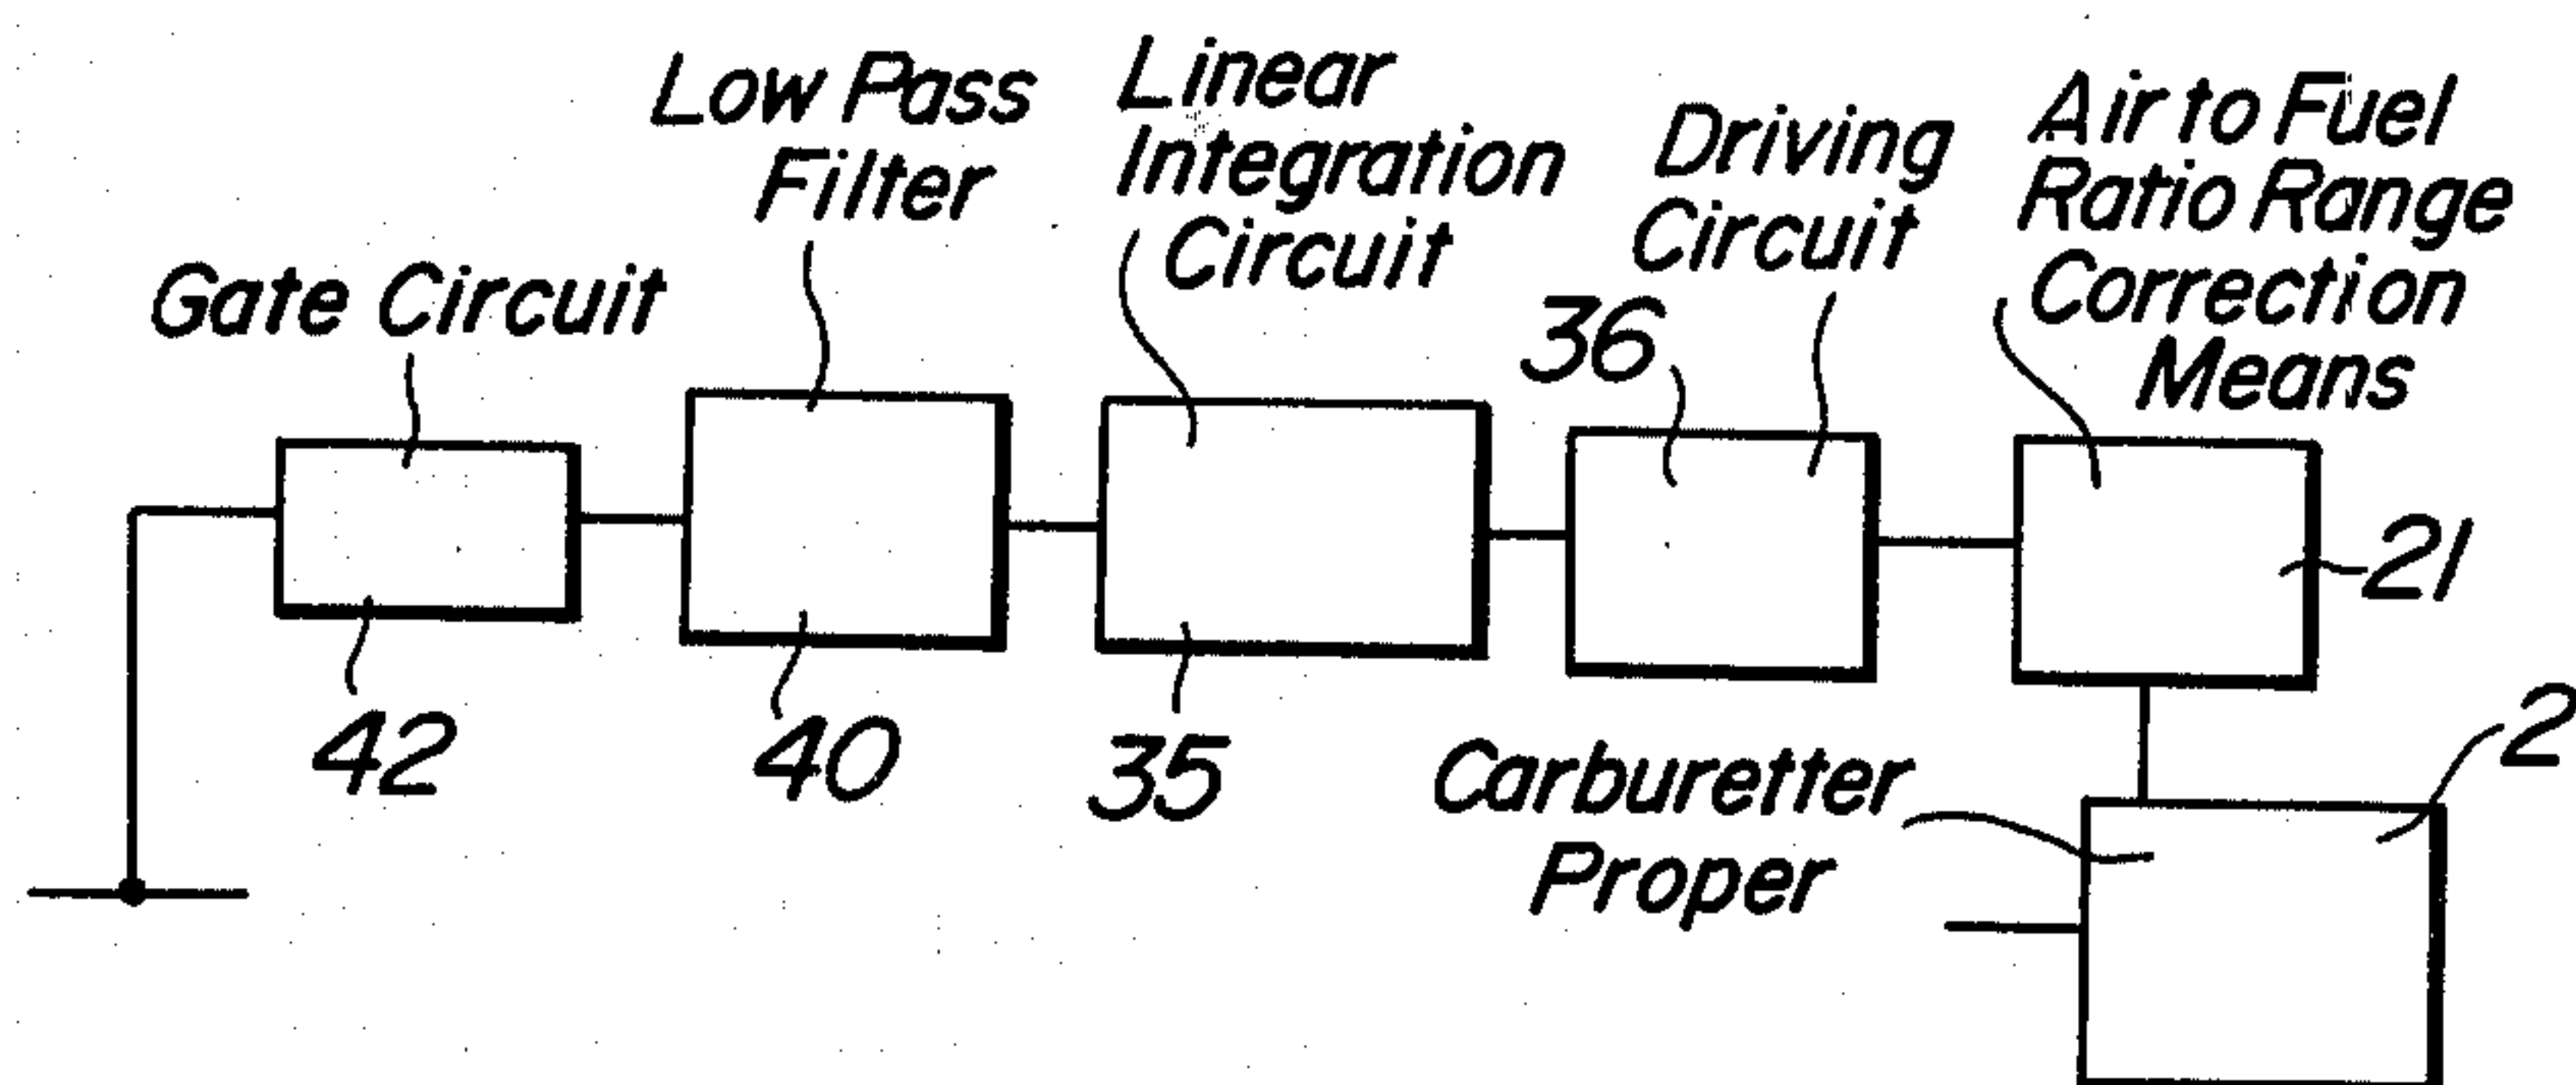 Low Pass
Filter
Linear
Integration
Circuit
Driving
Circuit
Air to Fuel
Ratio Range
Correction
Means
Gate Circuit
36
21
42
40
35
Carburetter
Proper
2